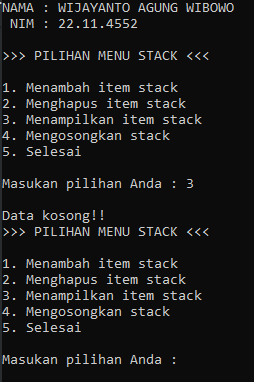 NAMA : WIJAYANTO AGUNG WIBOWO
NIM : 22.11.4552
>>> PILIHAN MENU STACK <<<
1. Menambah item stack
2. Menghapus item stack
3. Menampilkan item stack
4. Mengosongkan stack
5. Selesai
Masukan pilihan Anda : 3
Data kosong!!
>>> PILIHAN MENU STACK <<<
1. Menambah item stack
2. Menghapus item stack
3. Menampilkan item stack
4. Mengosongkan stack
5. Selesai
Masukan pilihan Anda :